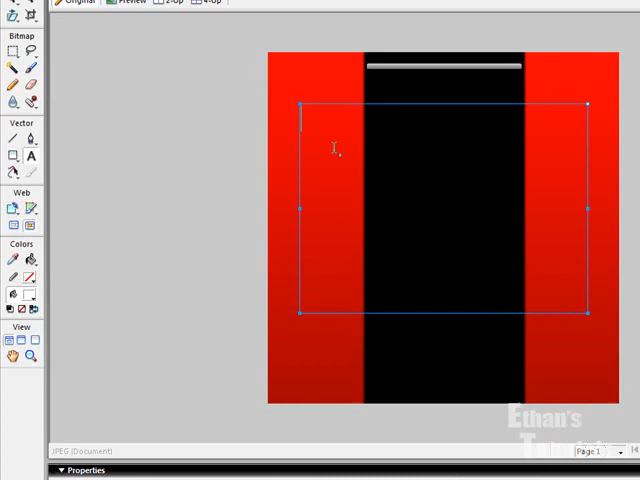 Original Preview 2-Up 4-Up
Bitmap
Vector
A
Web
Colors
View
Ethan's
JPEG (Document)
Page 1
Properties